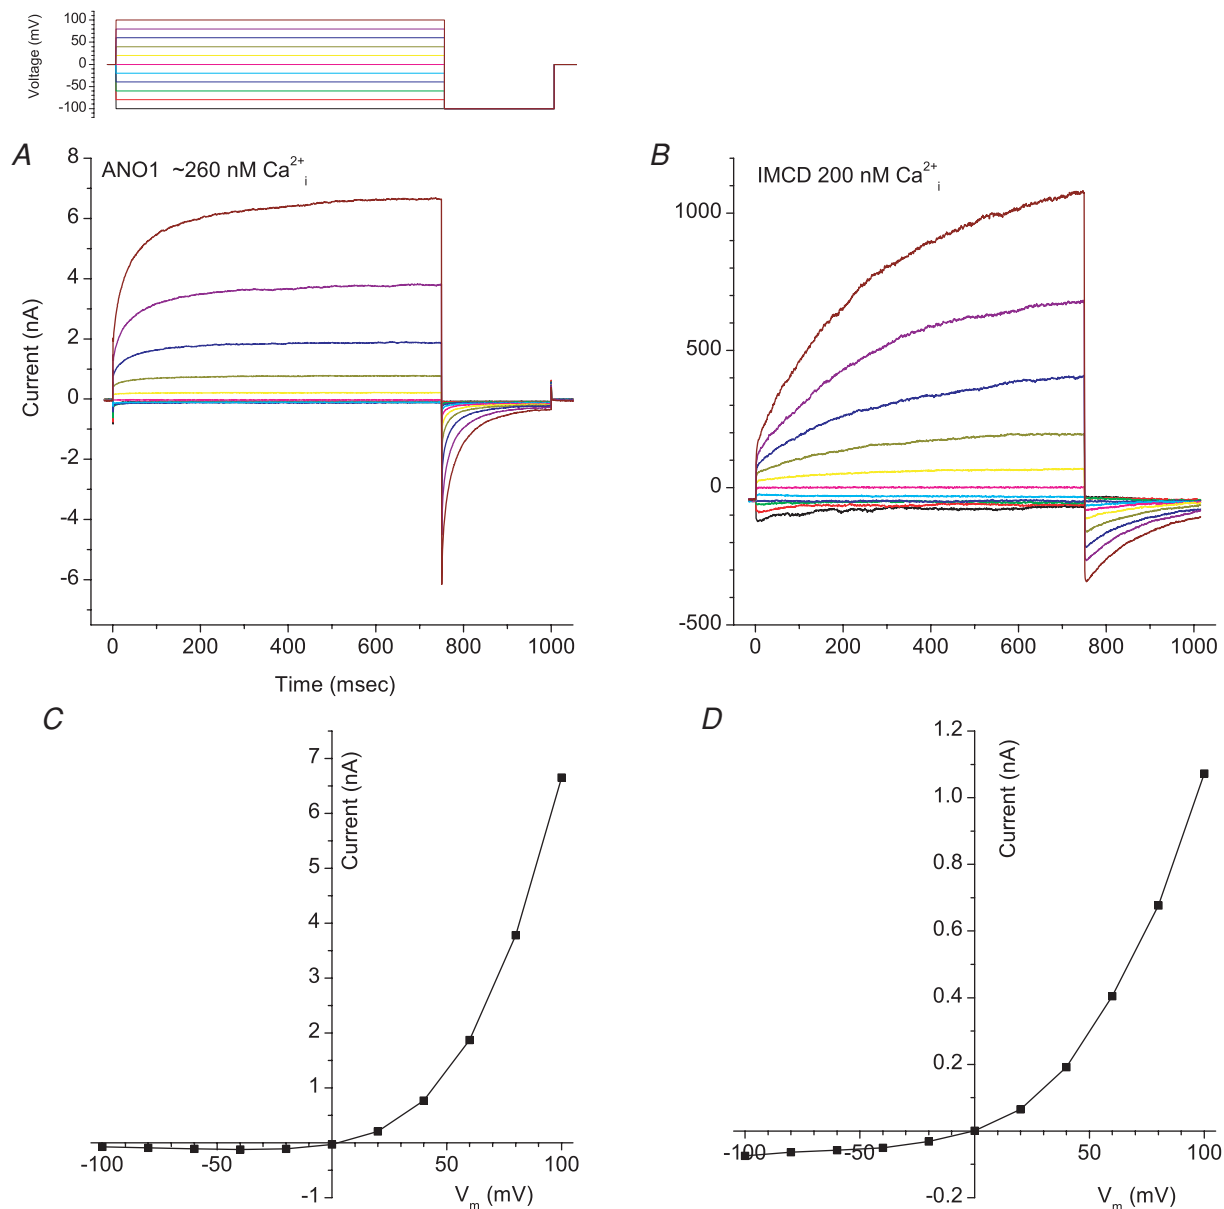 Voltage (mV)
100
50
0
-50
-100
A
ANO1 ~260 nM Ca²⁺ᵢ
Current (nA)
8
6
4
2
0
-2
-4
-6
0 200 400 600 800 1000
Time (msec)
B
IMCD 200 nM Ca²⁺ᵢ
1000
500
0
-500
0 200 400 600 800 1000
C
Current (nA)
7
6
5
4
3
2
1
-1
-100 -50 50 100
Vₘ (mV)
D
Current (nA)
1.2
1.0
0.8
0.6
0.4
0.2
-0.2
-100 -50 50 100
Vₘ (mV)